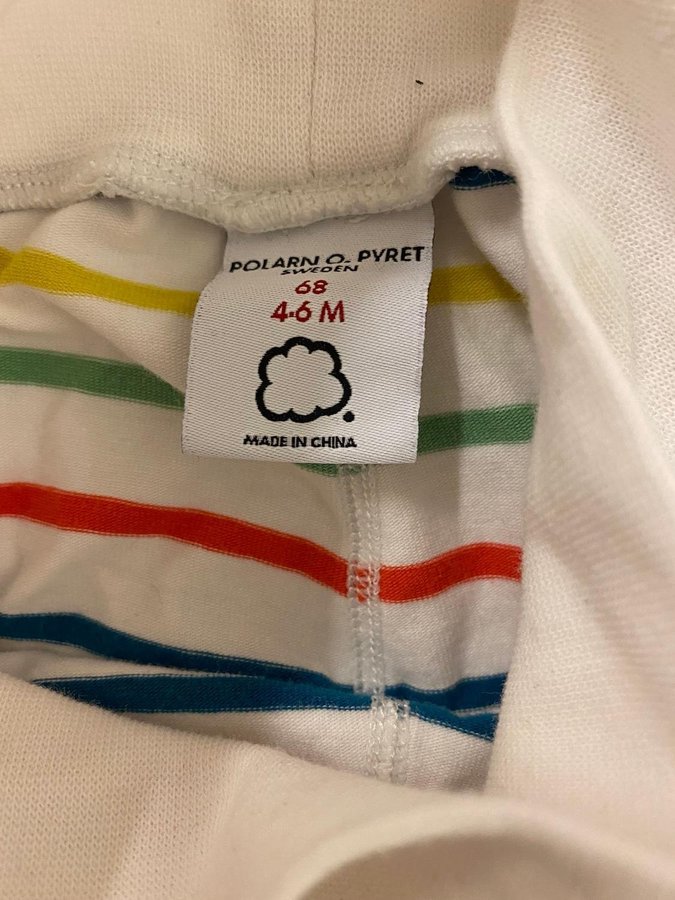 POLARN O. PYRET
SWEDEN
68
4-6 M
MADE IN CHINA